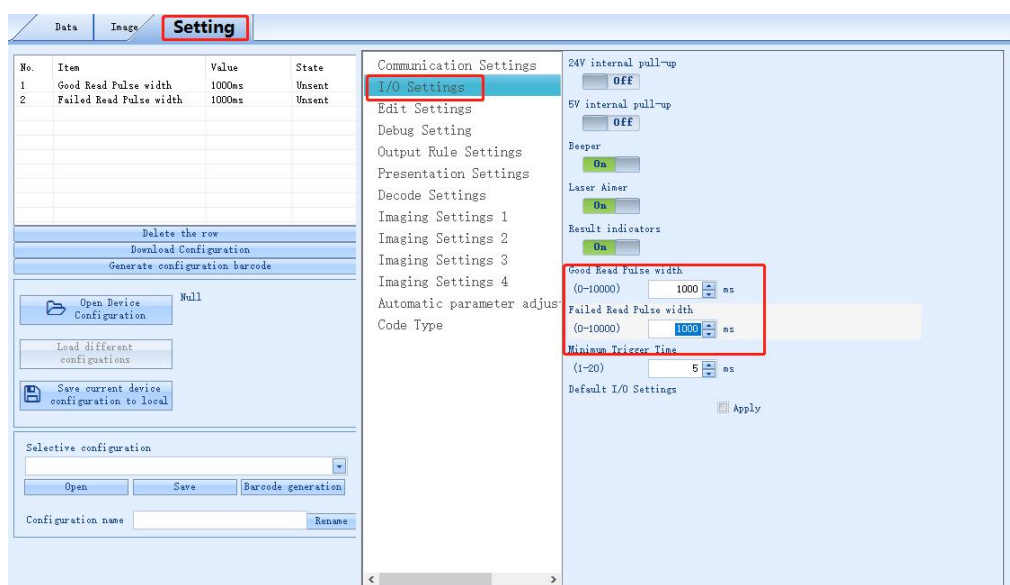 Data Image Setting
No. Item Value State
1 Good Read Pulse width 1000ms Unsent
2 Failed Read Pulse width 1000ms Unsent
Delete the row
Download Configuration
Generate configuration barcode
Open Device
Configuration
Null
Load different
configuations
Save current device
configuration to local
Selective configuration
Open Save Barcode generation
Configuration name Rename
Communication Settings
I/O Settings
Edit Settings
Debug Setting
Output Rule Settings
Presentation Settings
Decode Settings
Imaging Settings 1
Imaging Settings 2
Imaging Settings 3
Imaging Settings 4
Automatic parameter adjus
Code Type
24V internal pull-up
Off
5V internal pull-up
Off
Beeper
On
Laser Aimer
On
Result indicators
On
Good Read Pulse width
(0-10000) 1000 ms
Failed Read Pulse width
(0-10000) 1000 ms
Minimum Trigger Time
(1-20) 5 ms
Default I/O Settings
Apply